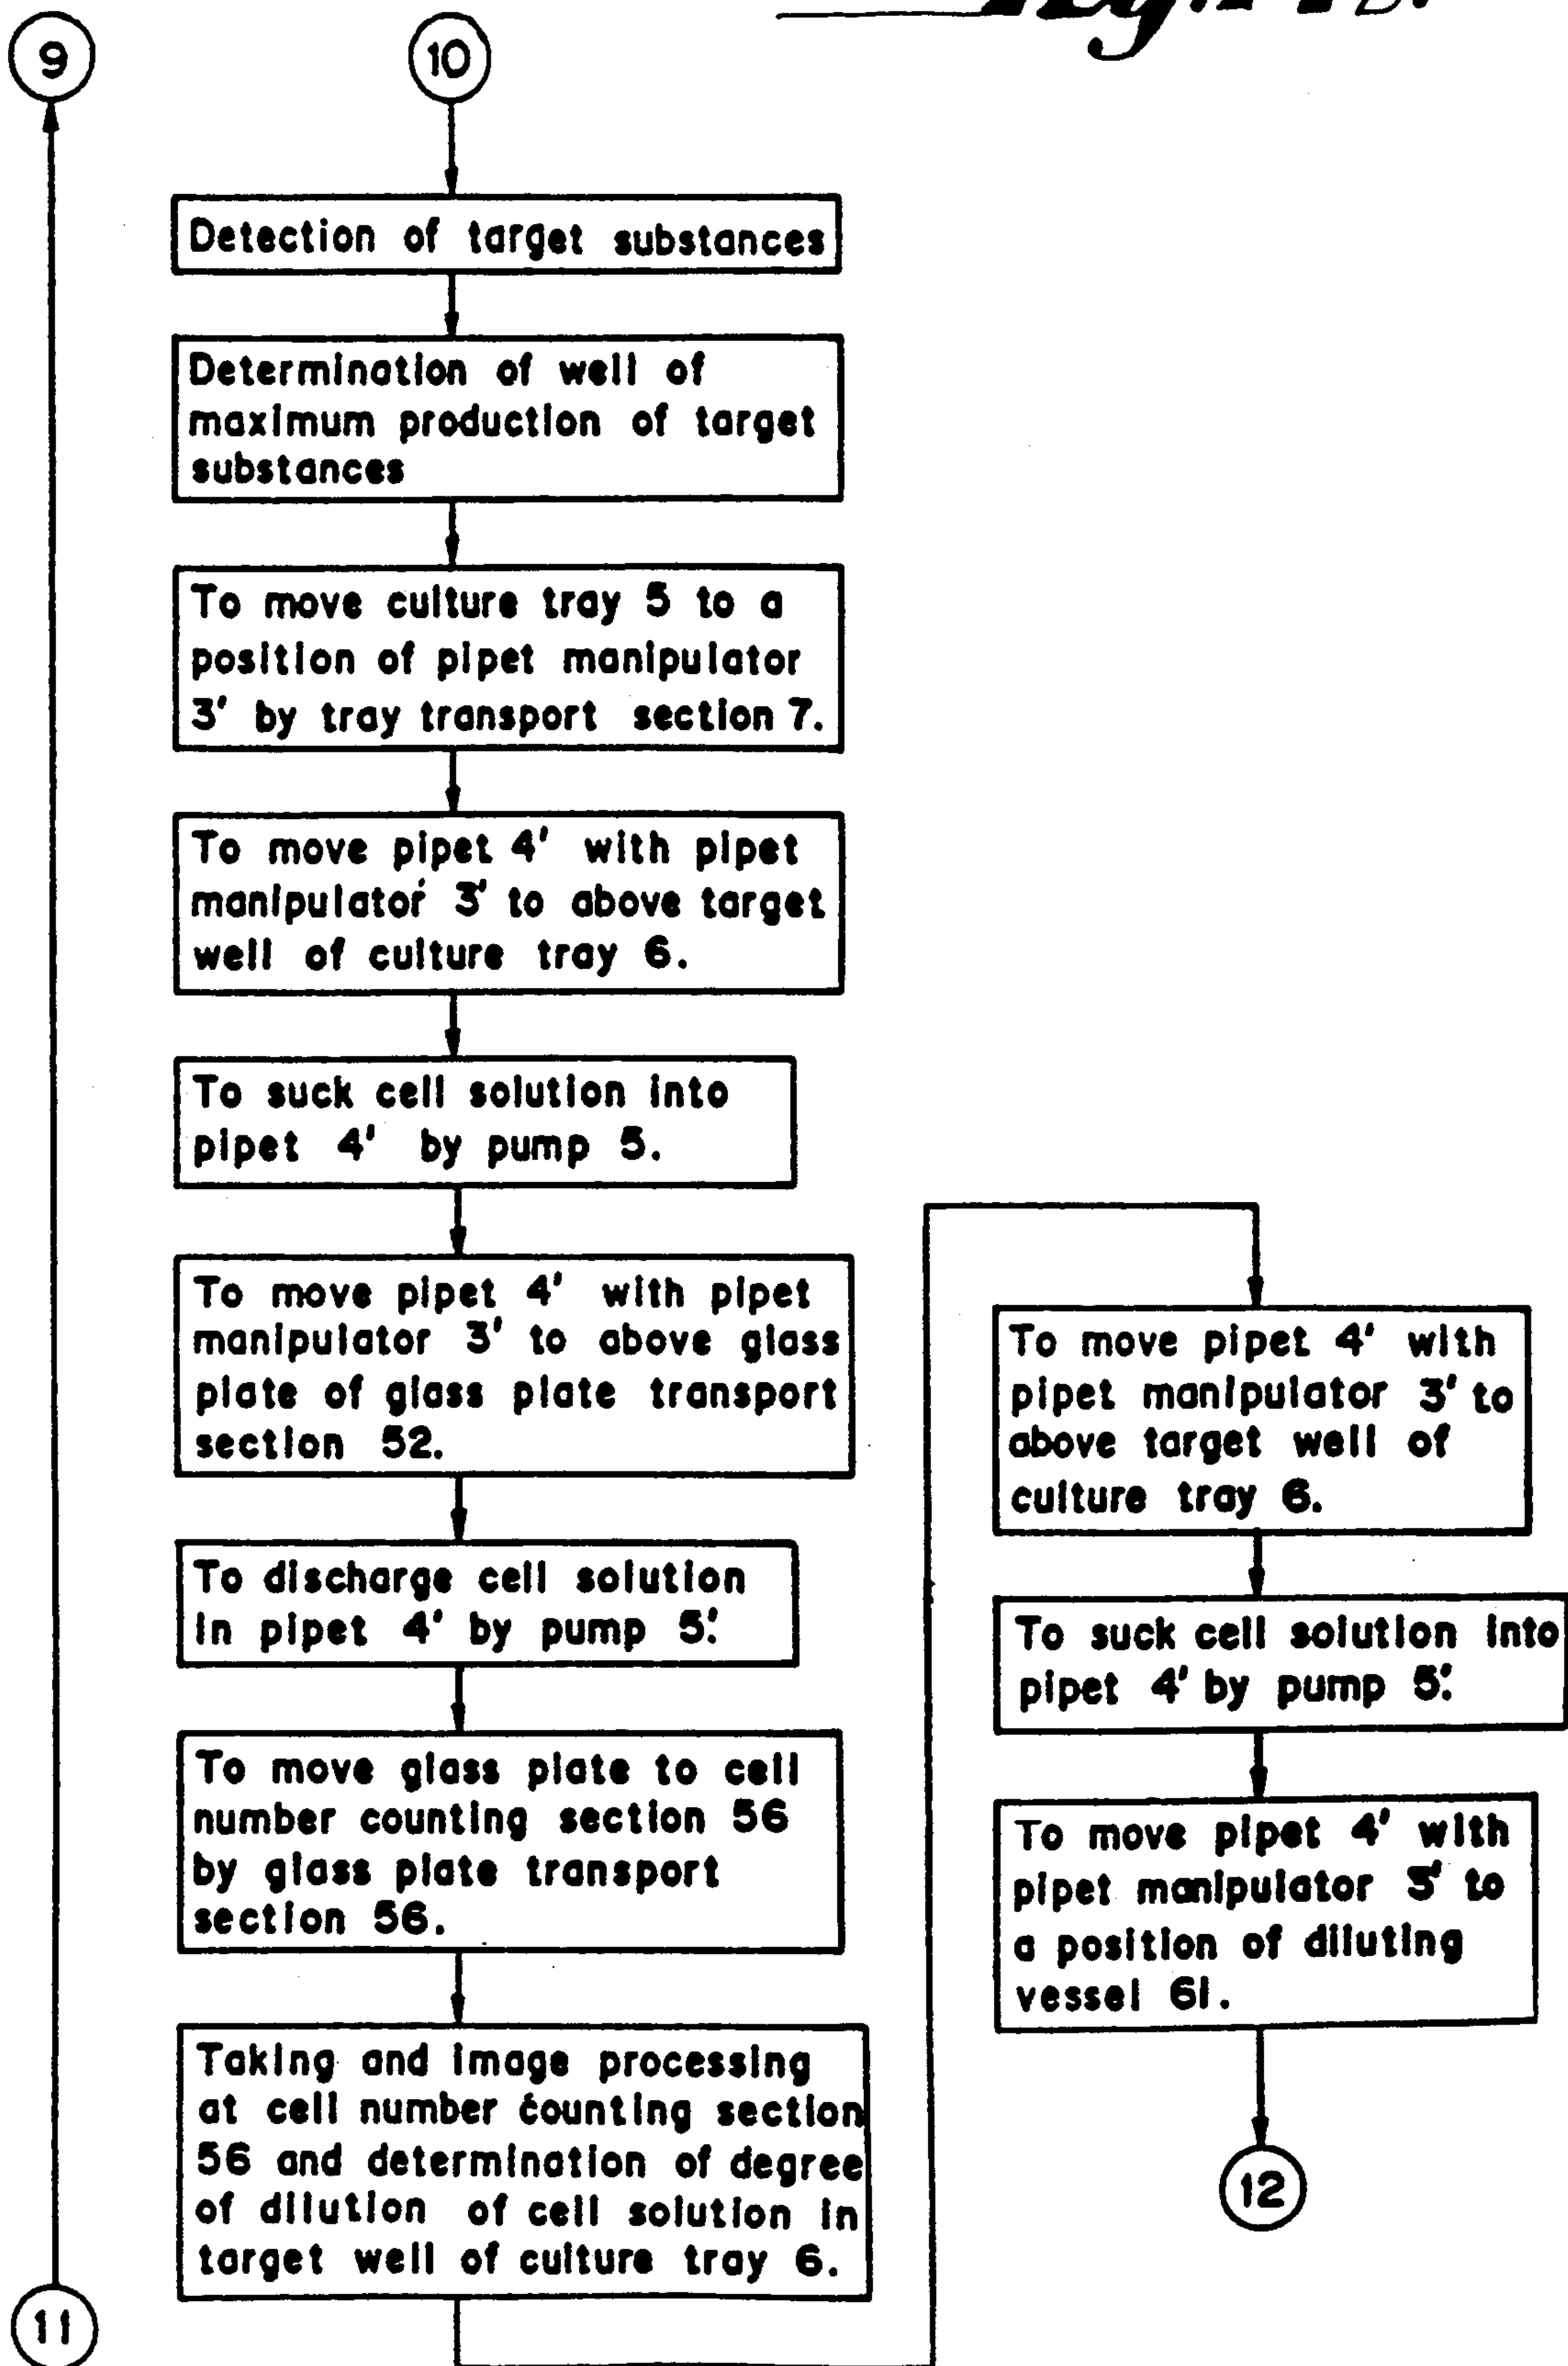 9
10
Detection of target substances
Determination of well of
maximum production of target
substances
To move culture tray 5 to a
position of pipet manipulator
3' by tray transport section 7.
To move pipet 4' with pipet
manipulator 3' to above target
well of culture tray 6.
To suck cell solution into
pipet 4' by pump 5.
To move pipet 4' with pipet
manipulator 3' to above glass
plate of glass plate transport
section 52.
To discharge cell solution
in pipet 4' by pump 5'.
To move glass plate to cell
number counting section 56
by glass plate transport
section 56.
Taking and image processing
at cell number counting section
56 and determination of degree
of dilution of cell solution in
target well of culture tray 6.
11
To move pipet 4' with
pipet manipulator 3' to
above target well of
culture tray 6.
To suck cell solution into
pipet 4' by pump 5'.
To move pipet 4' with
pipet manipulator 3' to
a position of diluting
vessel 61.
12